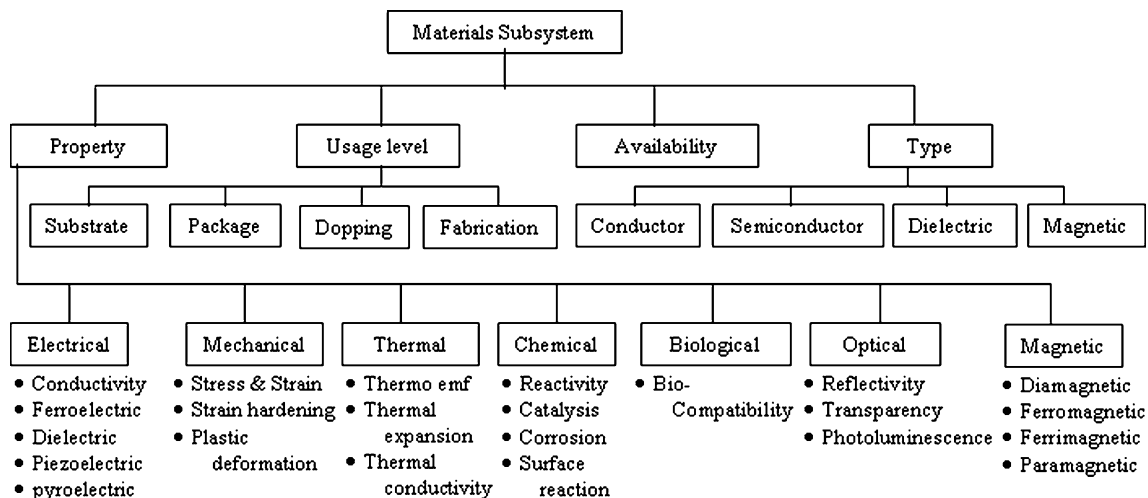 Materials Subsystem
Property
Usage level
Availability
Type
Substrate
Package
Dopping
Fabrication
Conductor
Semiconductor
Dielectric
Magnetic
Electrical
• Conductivity
• Ferroelectric
• Dielectric
• Piezoelectric
• pyroelectric
Mechanical
• Stress & Strain
• Strain hardening
• Plastic
deformation
Thermal
• Thermo emf
• Thermal
expansion
• Thermal
conductivity
Chemical
• Reactivity
• Catalysis
• Corrosion
• Surface
reaction
Biological
• Bio-
Compatibility
Optical
• Reflectivity
• Transparency
• Photoluminescence
Magnetic
• Diamagnetic
• Ferromagnetic
• Ferrimagnetic
• Paramagnetic